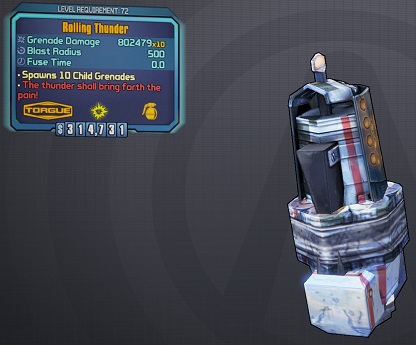 LEVEL REQUIREMENT: 72
Rolling Thunder
Grenade Damage 802479x10
Blast Radius 500
Fuse Time 0.0
• Spawns 10 Child Grenades
• The thunder shall bring forth the pain!
TORGUE
$314,731